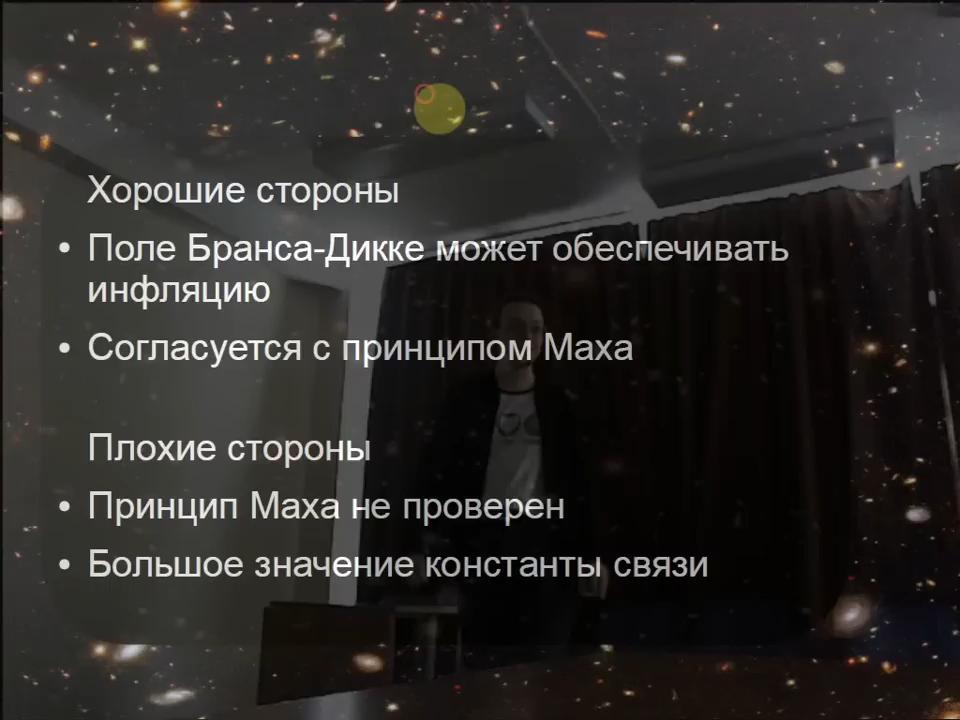 Хорошие стороны
• Поле Бранса-Дикке может обеспечивать
инфляцию
• Согласуется с принципом Маха
Плохие стороны
• Принцип Маха не проверен
• Большое значение константы связи